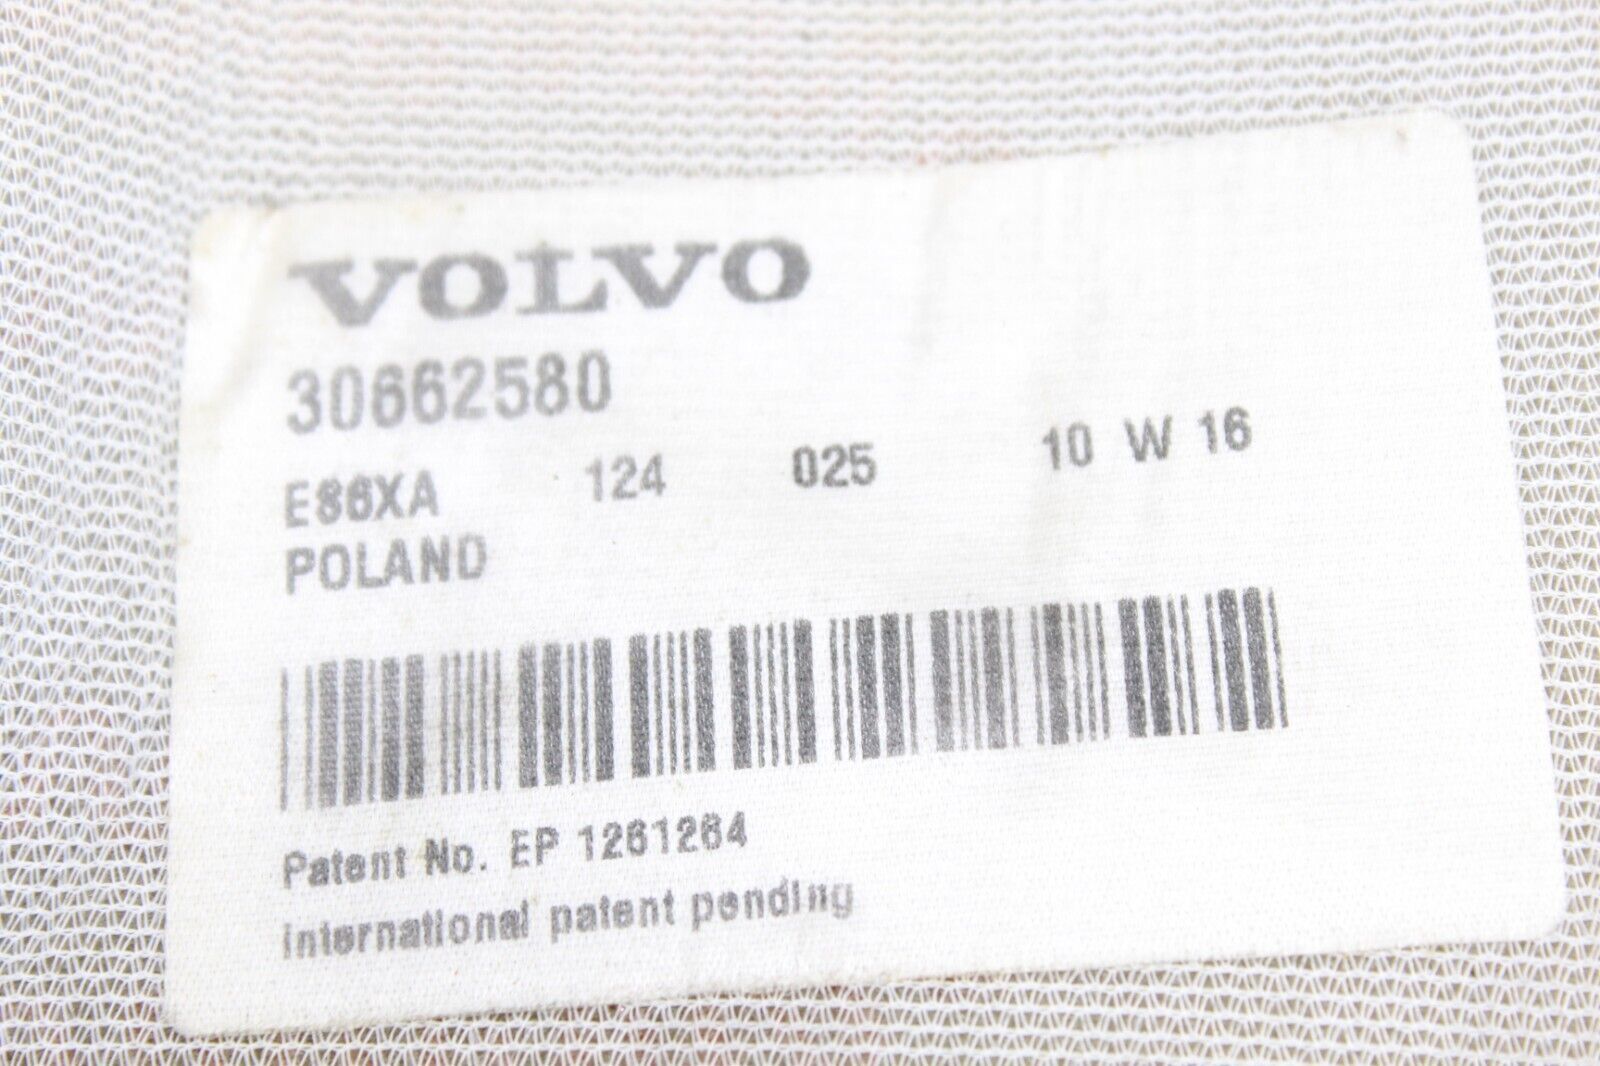 VOLVO
30662580
E86XA 124 025 10 W 16
POLAND
Patent No. EP 1261264
international patent pending